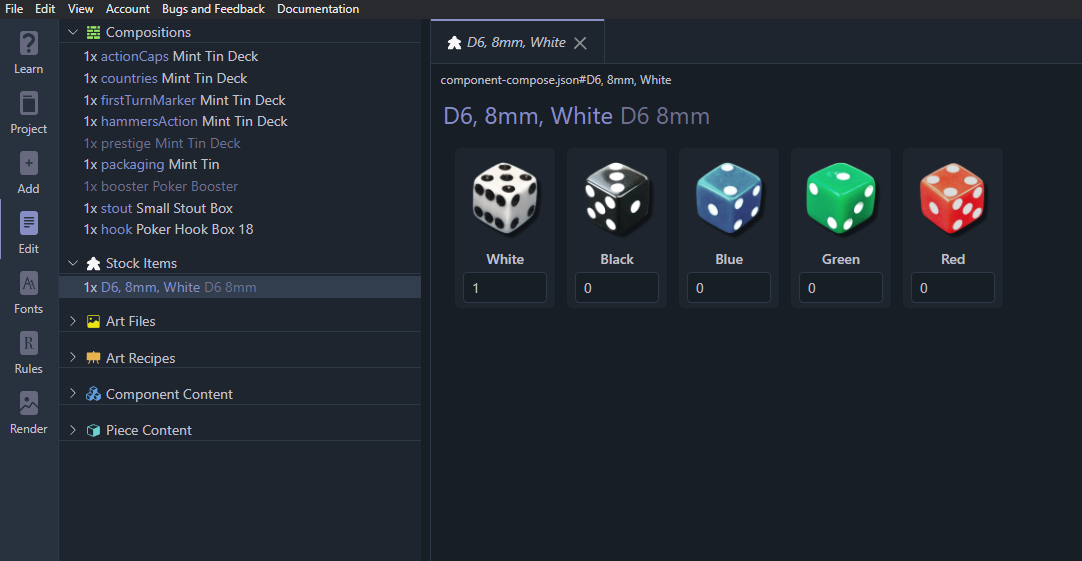 File Edit View Account Bugs and Feedback Documentation
Learn
Project
Add
Edit
Fonts
Rules
Render
Compositions
1x actionCaps Mint Tin Deck
1x countries Mint Tin Deck
1x firstTurnMarker Mint Tin Deck
1x hammersAction Mint Tin Deck
1x prestige Mint Tin Deck
1x packaging Mint Tin
1x booster Poker Booster
1x stout Small Stout Box
1x hook Poker Hook Box 18
Stock Items
1x D6, 8mm, White D6 8mm
Art Files
Art Recipes
Component Content
Piece Content
D6, 8mm, White
component-compose.json#D6, 8mm, White
D6, 8mm, White D6 8mm
White Black Blue Green Red
1 0 0 0 0